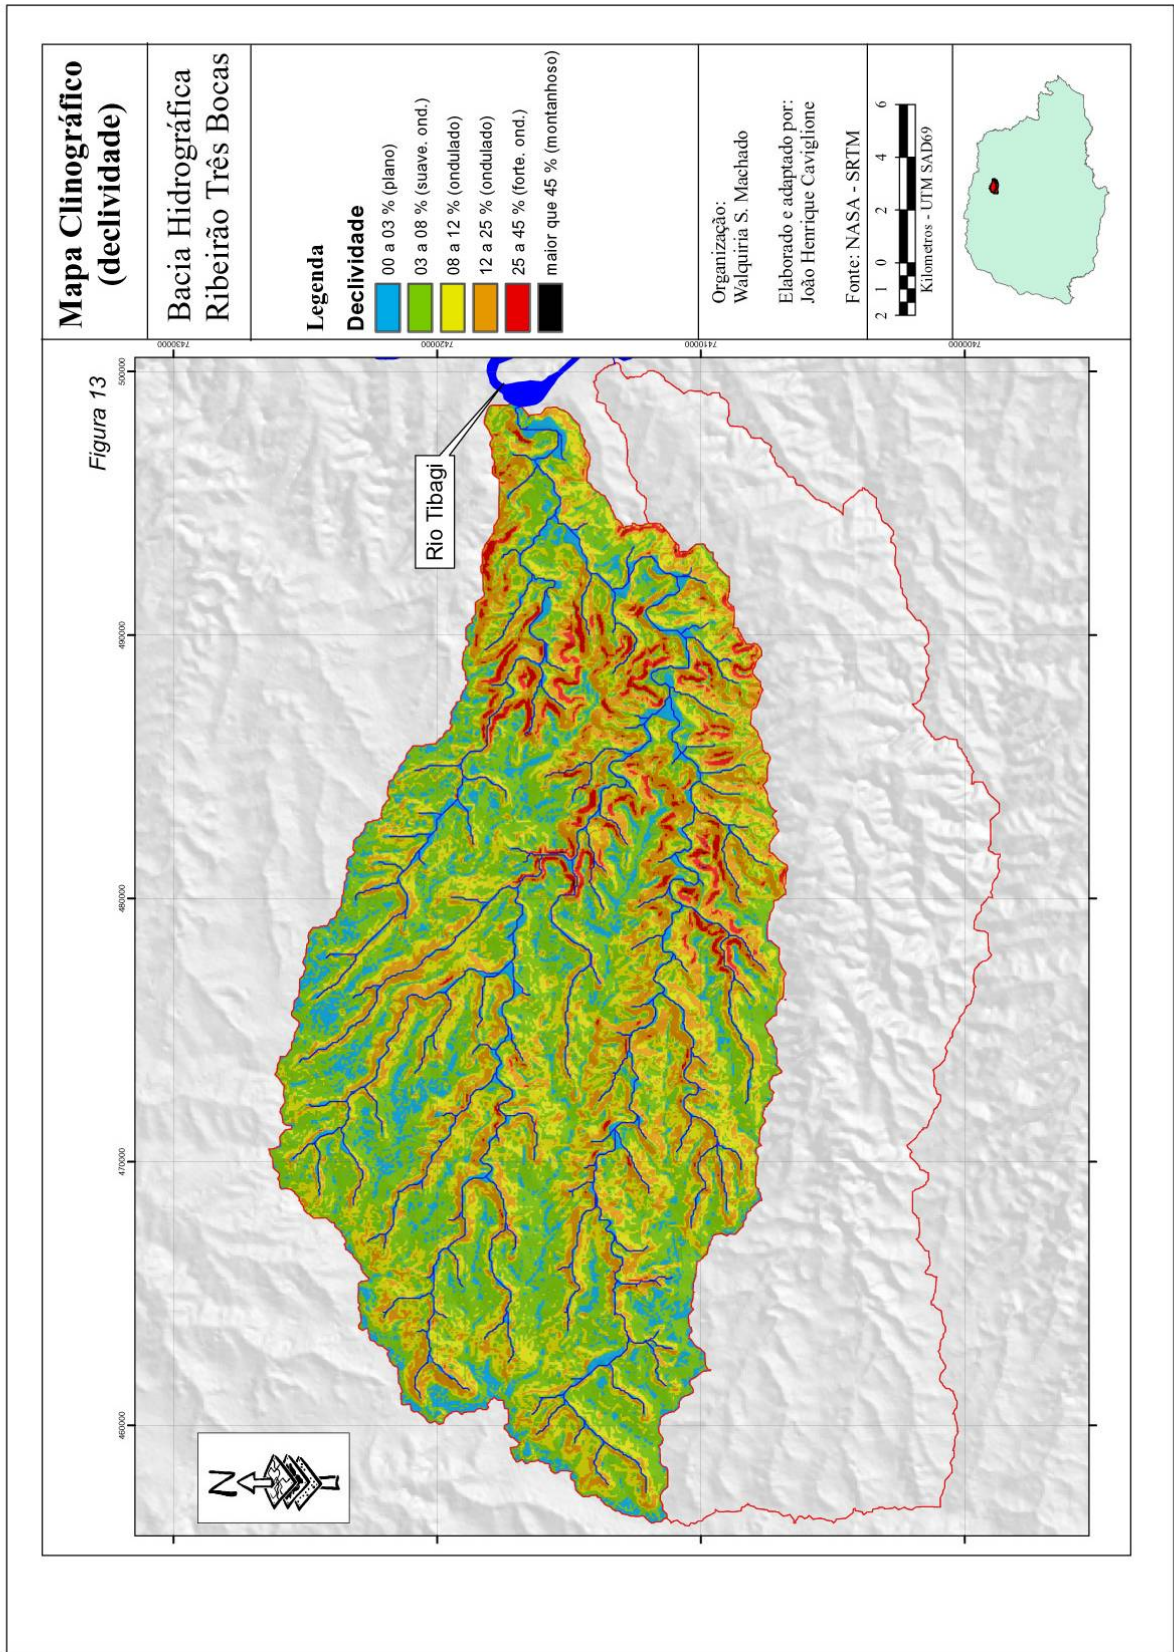 Figura 13
Mapa Clinográfico
(declividade)
Bacia Hidrográfica
Ribeirão Três Bocas
Legenda
Declividade
00 a 03 % (plano)
03 a 08 % (suave. ond.)
08 a 12 % (ondulado)
12 a 25 % (ondulado)
25 a 45 % (forte. ond.)
maior que 45 % (montanhoso)
Organização:
Walquiria S. Machado
Elaborado e adaptado por:
João Henrique Caviglione
Fonte: NASA - SRTM
2 1 0 2 4 6
Kilometros - UTM SAD69
N
Rio Tibagi
460000 470000 480000 490000 500000
7430000
7420000
7410000
7400000